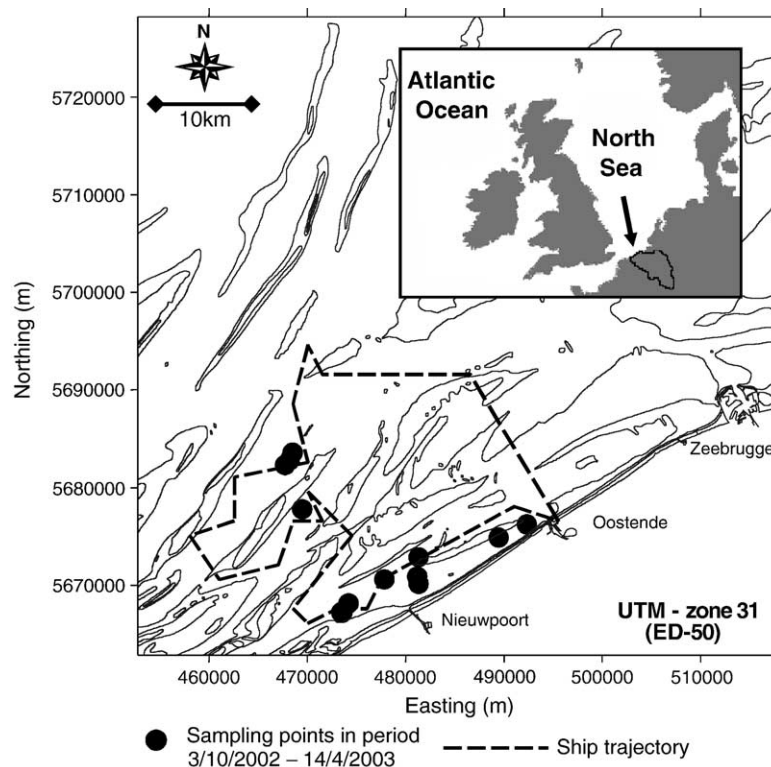 N
10km
Atlantic
Ocean
North
Sea
Northing (m)
5720000
5710000
5700000
5690000
5680000
5670000
Zeebrugge
Oostende
Nieuwpoort
UTM - zone 31
(ED-50)
460000 470000 480000 490000 500000 510000
Easting (m)
Sampling points in period
3/10/2002 – 14/4/2003
Ship trajectory